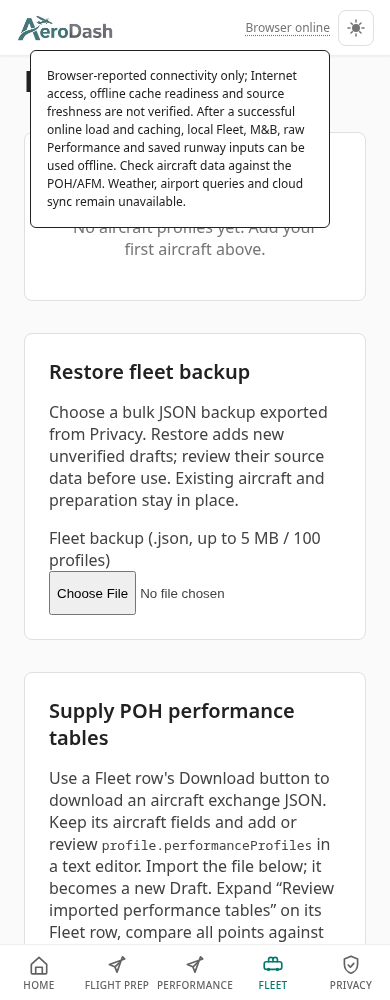 AeroDash
Browser online
Browser-reported connectivity only; Internet
access, offline cache readiness and source
freshness are not verified. After a successful
online load and caching, local Fleet, M&B, raw
Performance and saved runway inputs can be
used offline. Check aircraft data against the
POH/AFM. Weather, airport queries and cloud
sync remain unavailable.
No aircraft profiles yet. Add your
first aircraft above.
Restore fleet backup
Choose a bulk JSON backup exported
from Privacy. Restore adds new
unverified drafts; review their source
data before use. Existing aircraft and
preparation stay in place.
Fleet backup (.json, up to 5 MB / 100
profiles)
Choose File No file chosen
Supply POH performance
tables
Use a Fleet row's Download button to
download an aircraft exchange JSON.
Keep its aircraft fields and add or
review profile.performanceProfiles in
a text editor. Import the file below; it
becomes a new Draft. Expand “Review
imported performance tables” on its
Fleet row, compare all points against
HOME FLIGHT PREP PERFORMANCE FLEET PRIVACY